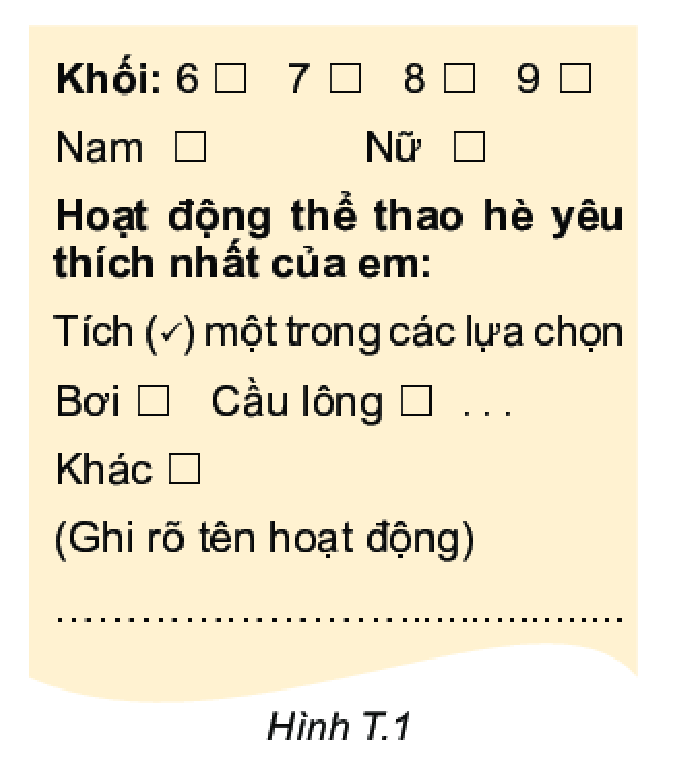 Khối: 6 □ 7 □ 8 □ 9 □
Nam □ Nữ □
Hoạt động thể thao hè yêu
thích nhất của em:
Tích (✓) một trong các lựa chọn
Bơi □ Cầu lông □ . . .
Khác □
(Ghi rõ tên hoạt động)
................................................
Hình T.1